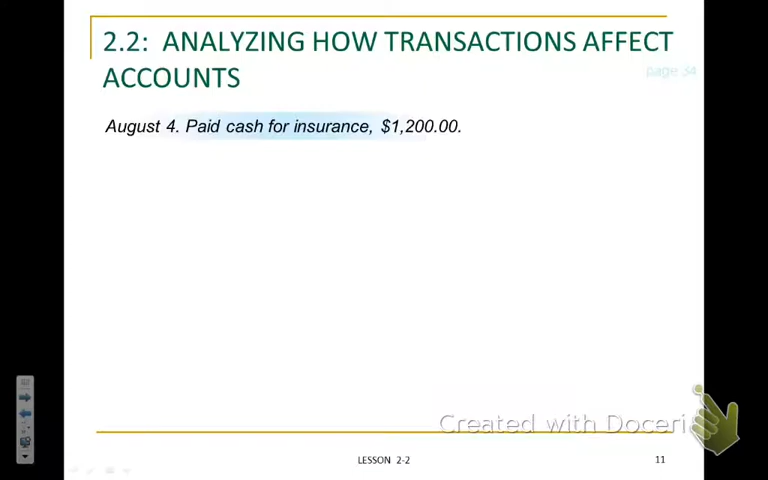 2.2:  ANALYZING HOW TRANSACTIONS AFFECT
ACCOUNTS
page 34
August 4. Paid cash for insurance, $1,200.00.
Created with Doceri
LESSON 2-2
11